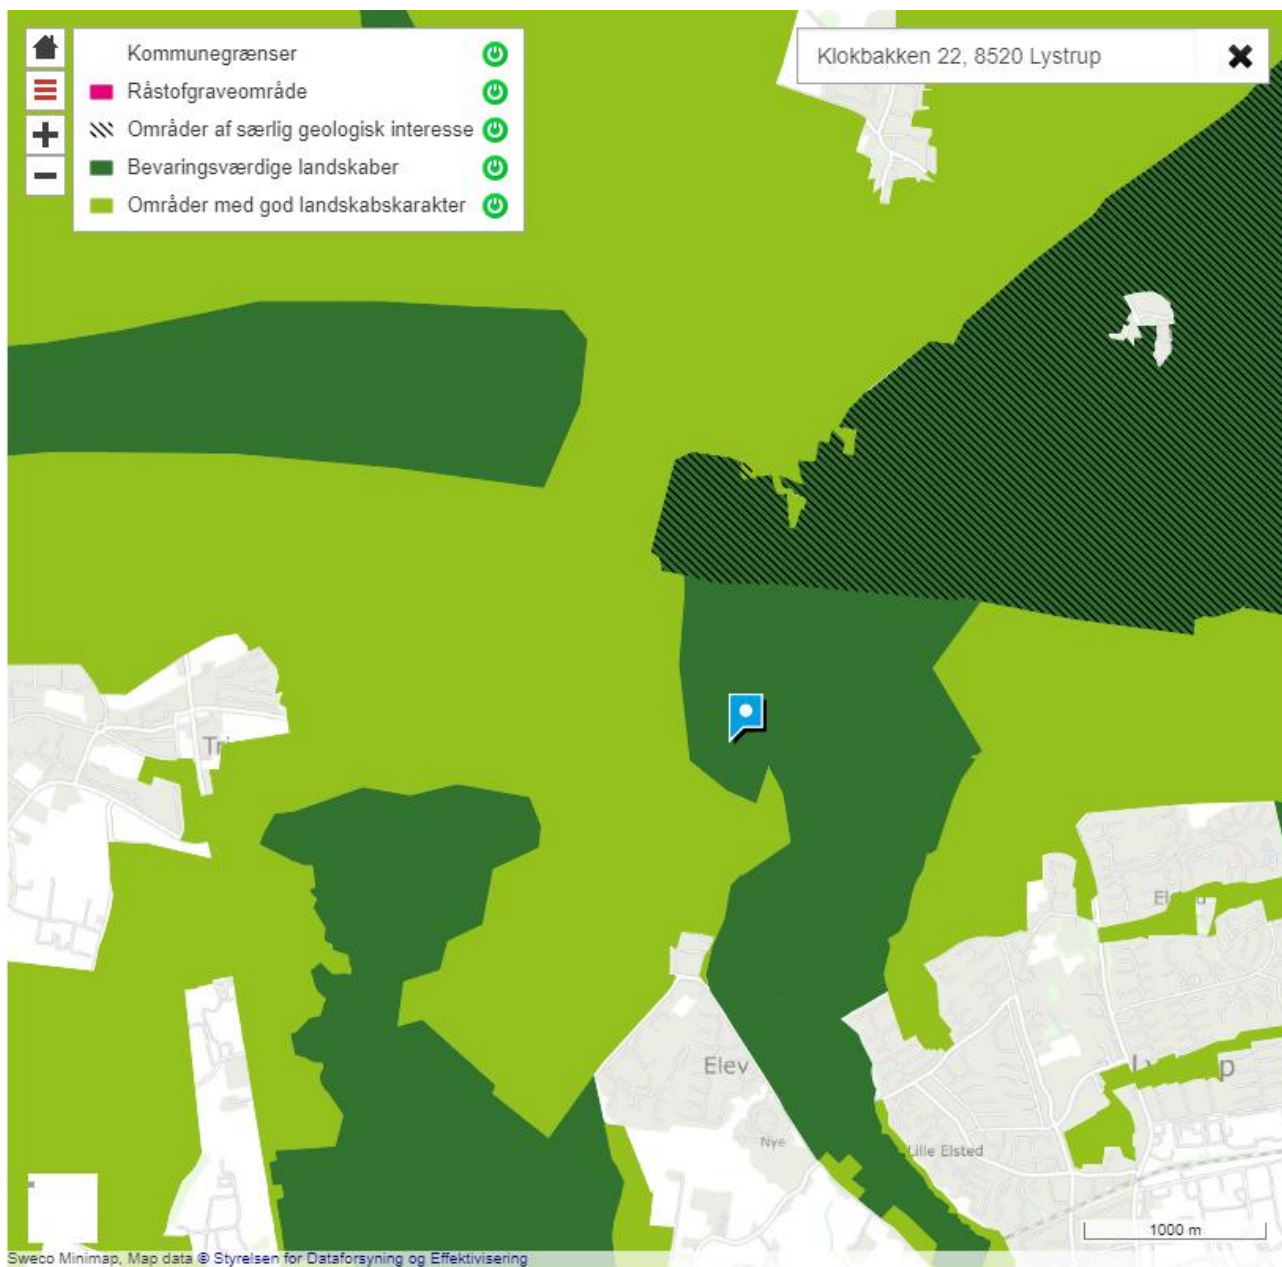 Kommunegrænser
Klokbakken 22, 8520 Lystrup
Råstofgraveområde
Områder af særlig geologisk interesse
Bevaringsværdige landskaber
Områder med god landskabskarakter
Elev
Nye
Lille Elsted
1000 m
Sweco Minimap, Map data © Styrelsen for Dataforsyning og Effektivisering